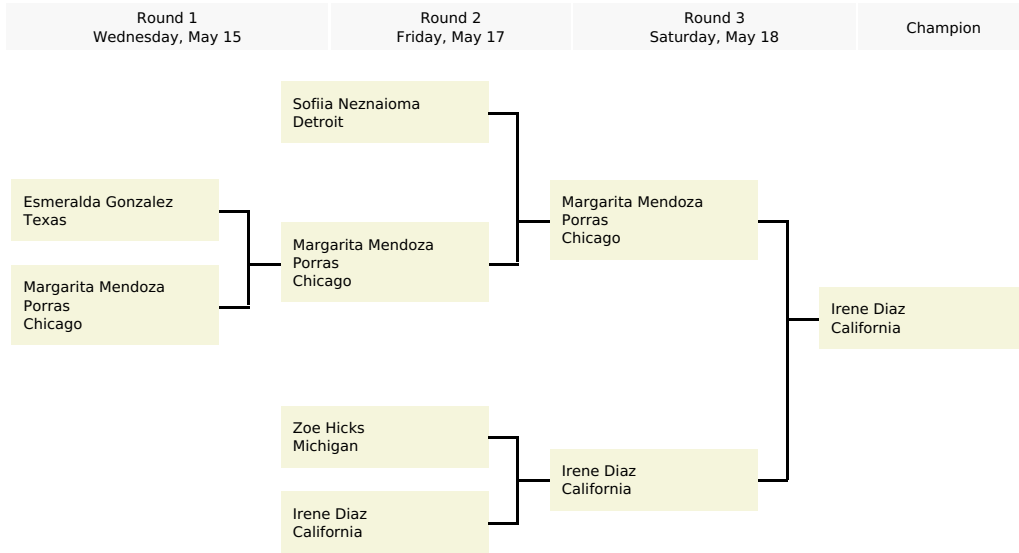 Round 1
Wednesday, May 15
Round 2
Friday, May 17
Round 3
Saturday, May 18
Champion
Sofiia Neznaioma
Detroit
Esmeralda Gonzalez
Texas
Margarita Mendoza
Porras
Chicago
Margarita Mendoza
Porras
Chicago
Margarita Mendoza
Porras
Chicago
Irene Diaz
California
Zoe Hicks
Michigan
Irene Diaz
California
Irene Diaz
California